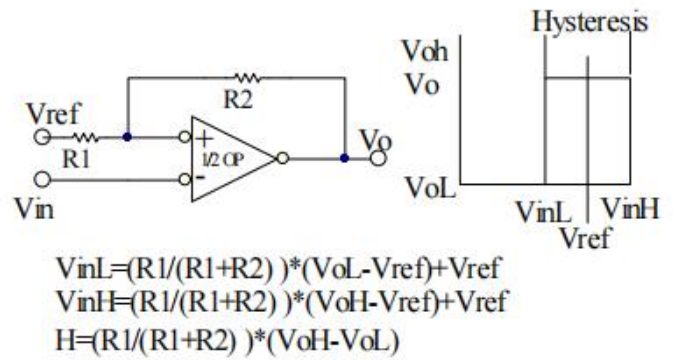 Hysteresis
Voh
Vo
R2
Vref
R1
+
1/2 OP
-
Vo
Vin
VoL
VinL
VinH
Vref
VinL=(R1/(R1+R2) )*(VoL-Vref)+Vref
VinH=(R1/(R1+R2) )*(VoH-Vref)+Vref
H=(R1/(R1+R2) )*(VoH-VoL)